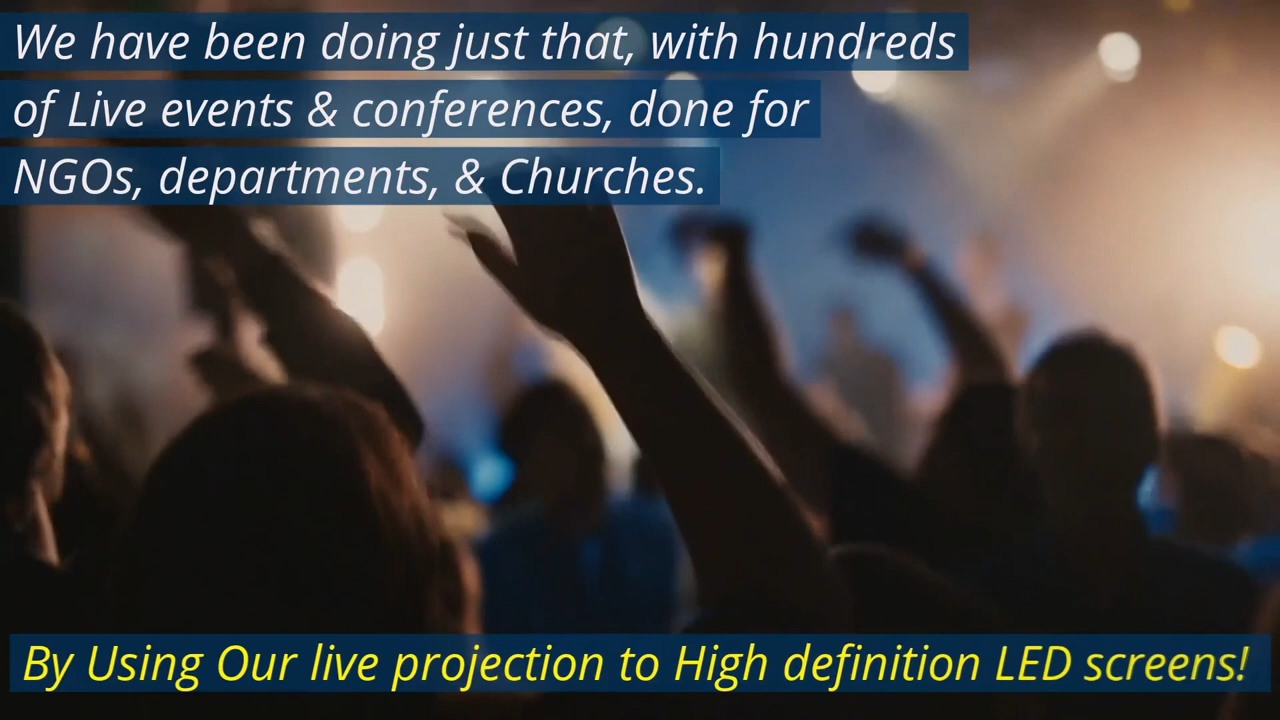 We have been doing just that, with hundreds
of Live events & conferences, done for
NGOs, departments, & Churches.
By Using Our live projection to High definition LED screens!